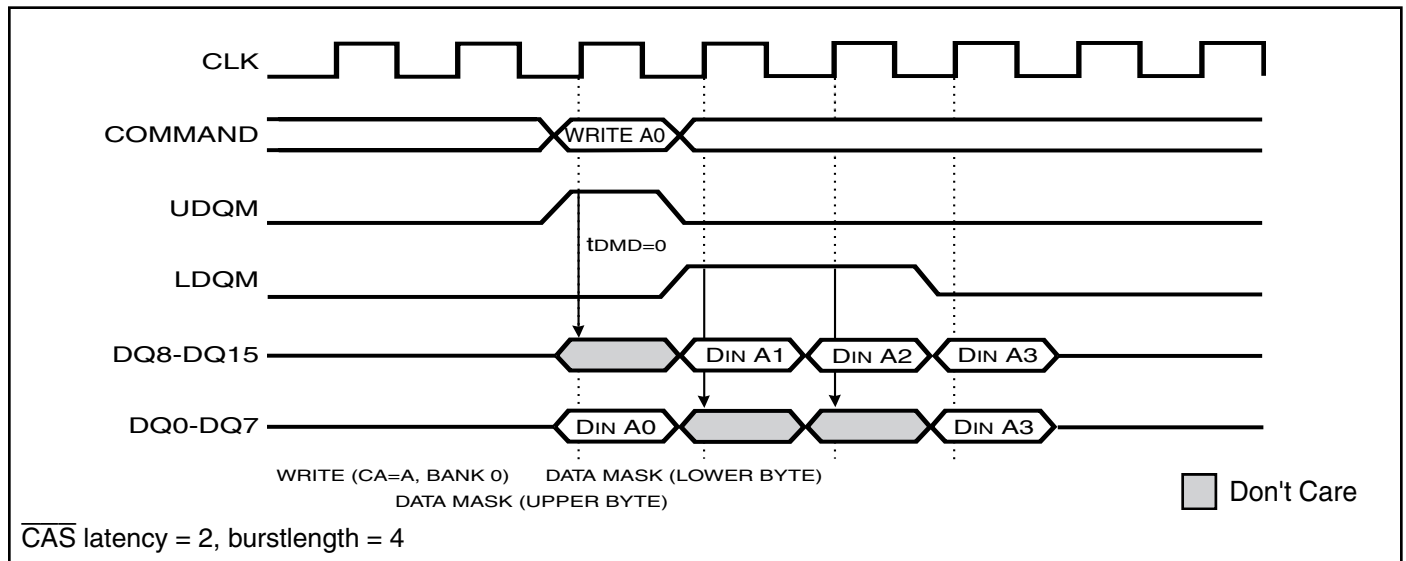 CLK
COMMAND WRITE A0
UDQM
tDMD=0
LDQM
DQ8-DQ15 DIN A1 DIN A2 DIN A3
DQ0-DQ7 DIN A0 DIN A3
WRITE (CA=A, BANK 0) DATA MASK (LOWER BYTE)
DATA MASK (UPPER BYTE)
Don't Care
C̅A̅S̅ latency = 2, burstlength = 4